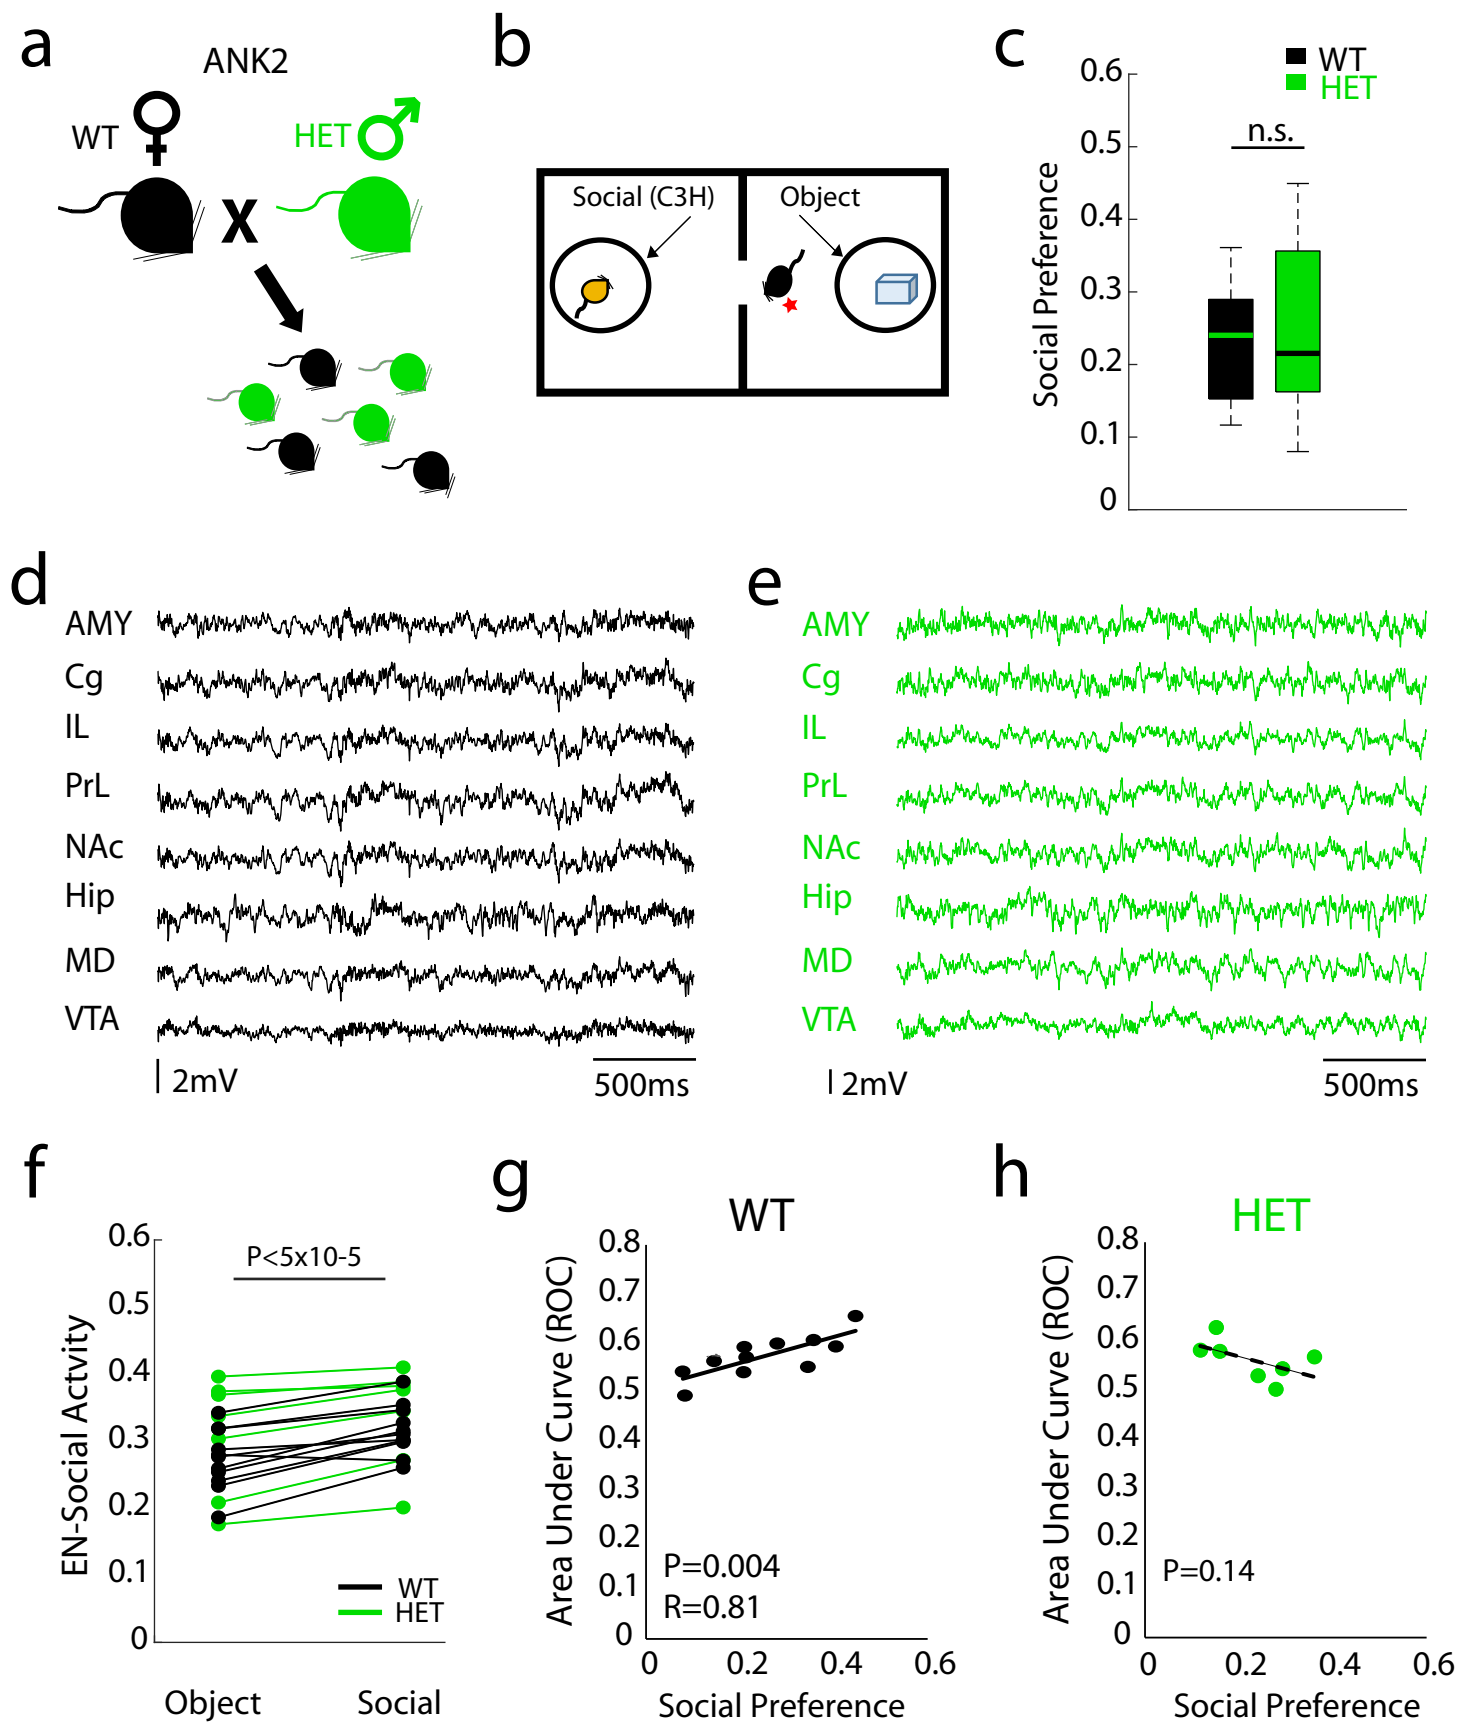 a
ANK2
WT
HET
X
b
Social (C3H)
Object
c
WT
HET
n.s.
Social Preference
0.6
0.5
0.4
0.3
0.2
0.1
0
d
AMY
Cg
IL
PrL
NAc
Hip
MD
VTA
2mV
500ms
e
AMY
Cg
IL
PrL
NAc
Hip
MD
VTA
2mV
500ms
f
P<5x10-5
EN-Social Actvity
0.6
0.5
0.4
0.3
0.2
0.1
0
WT
HET
Object
Social
g
WT
Area Under Curve (ROC)
0.8
0.7
0.6
0.5
0.4
0.3
0.2
0.1
0
P=0.004
R=0.81
0
0.2
0.4
0.6
Social Preference
h
HET
Area Under Curve (ROC)
0.8
0.7
0.6
0.5
0.4
0.3
0.2
0.1
0
P=0.14
0
0.2
0.4
0.6
Social Preference